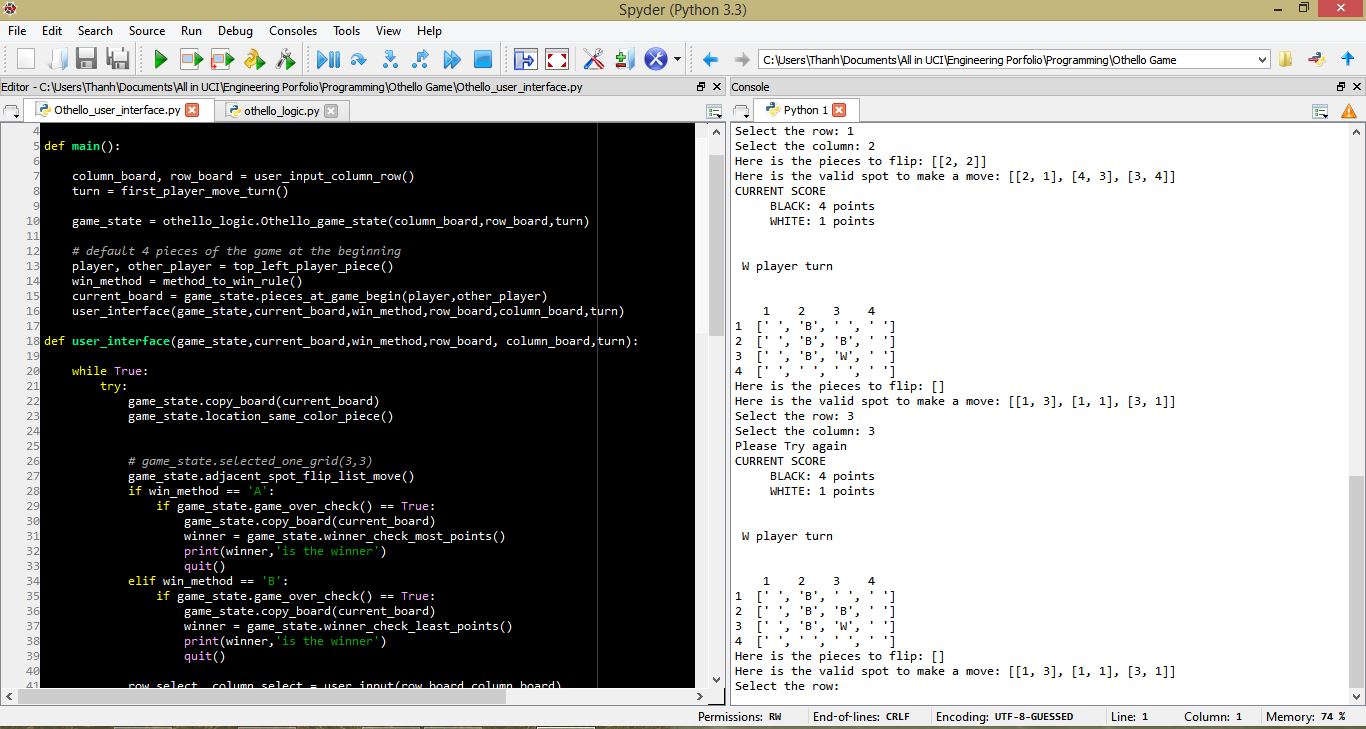 Spyder (Python 3.3)
File Edit Search Source Run Debug Consoles Tools View Help
C:\Users\Thanh\Documents\All in UCI\Engineering Porfolio\Programming\Othello Game
Editor - C:\Users\Thanh\Documents\All in UCI\Engineering Porfolio\Programming\Othello Game\Othello_user_interface.py
Othello_user_interface.py othello_logic.py
4
5 def main():
6
7 column_board, row_board = user_input_column_row()
8 turn = first_player_move_turn()
9
10 game_state = othello_logic.Othello_game_state(column_board,row_board,turn)
11
12 # default 4 pieces of the game at the beginning
13 player, other_player = top_left_player_piece()
14 win_method = method_to_win_rule()
15 current_board = game_state.pieces_at_game_begin(player,other_player)
16 user_interface(game_state,current_board,win_method,row_board,column_board,turn)
17
18 def user_interface(game_state,current_board,win_method,row_board, column_board,turn):
19
20 while True:
21 try:
22 game_state.copy_board(current_board)
23 game_state.location_same_color_piece()
24
25
26 # game_state.selected_one_grid(3,3)
27 game_state.adjacent_spot_flip_list_move()
28 if win_method == 'A':
29 if game_state.game_over_check() == True:
30 game_state.copy_board(current_board)
31 winner = game_state.winner_check_most_points()
32 print(winner,'is the winner')
33 quit()
34 elif win_method == 'B':
35 if game_state.game_over_check() == True:
36 game_state.copy_board(current_board)
37 winner = game_state.winner_check_least_points()
38 print(winner,'is the winner')
39 quit()
40
41 row_select, column_select = user_input(row_board,column_board)
Console
Python 1
Select the row: 1
Select the column: 2
Here is the pieces to flip: [[2, 2]]
Here is the valid spot to make a move: [[2, 1], [4, 3], [3, 4]]
CURRENT SCORE
BLACK: 4 points
WHITE: 1 points
W player turn
1 2 3 4
1 [' ', 'B', ' ', ' ']
2 [' ', 'B', 'B', ' ']
3 [' ', 'B', 'W', ' ']
4 [' ', ' ', ' ', ' ']
Here is the pieces to flip: []
Here is the valid spot to make a move: [[1, 3], [1, 1], [3, 1]]
Select the row: 3
Select the column: 3
Please Try again
CURRENT SCORE
BLACK: 4 points
WHITE: 1 points
W player turn
1 2 3 4
1 [' ', 'B', ' ', ' ']
2 [' ', 'B', 'B', ' ']
3 [' ', 'B', 'W', ' ']
4 [' ', ' ', ' ', ' ']
Here is the pieces to flip: []
Here is the valid spot to make a move: [[1, 3], [1, 1], [3, 1]]
Select the row:
Permissions: RW End-of-lines: CRLF Encoding: UTF-8-GUESSED Line: 1 Column: 1 Memory: 74 %